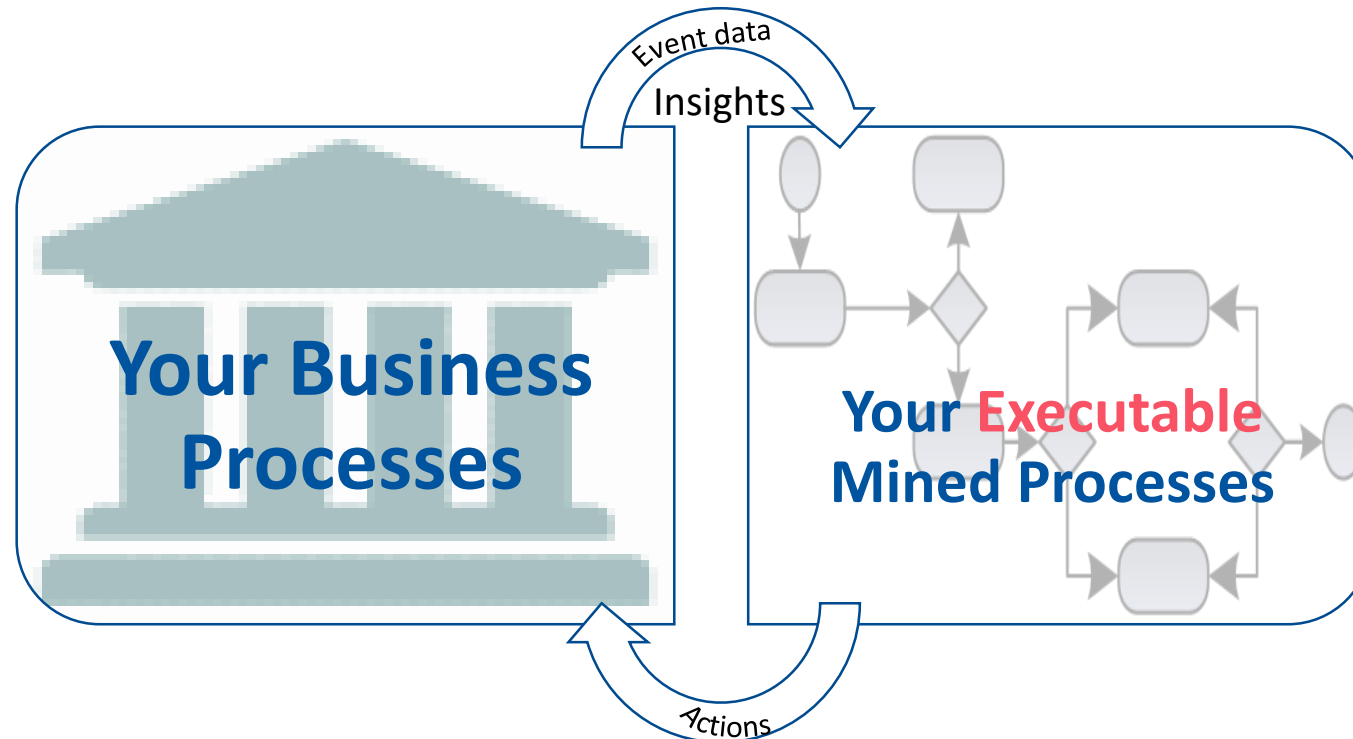 Event data
Insights
Your Business
Processes
Your Executable
Mined Processes
Actions